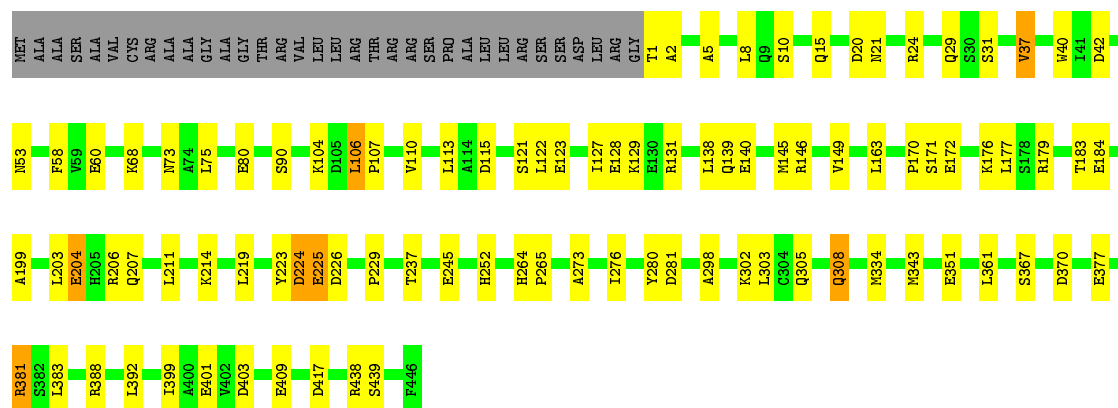 MET ALA ALA SER ALA VAL CYS ARG ALA ALA GLY ALA GLY THR ARG VAL LEU LEU ARG THR ARG ARG SER PRO ALA LEU LEU ARG SER SER ASP LEU ARG GLY T1 A2 A5 L8 Q9 S10 Q15 D20 N21 R24 Q29 S30 S31 V37 W40 I41 D42
N53 F58 V59 E60 K68 N73 A74 L75 E80 S90 K104 D105 L106 P107 V110 L113 A114 D115 S121 L122 E123 I127 E128 K129 E130 R131 L138 Q139 E140 M145 R146 V149 L163 P170 S171 E172 K176 L177 S178 R179 T183 E184
A199 L203 E204 H205 R206 Q207 L211 K214 L219 Y223 D224 E225 D226 P229 T237 E245 H252 H264 P265 A273 I276 Y280 D281 A298 K302 L303 C304 Q305 Q308 M334 M343 E351 L361 S367 D370 E377
R381 S382 L383 R388 L392 I399 A400 E401 V402 D403 E409 D417 R438 S439 F446